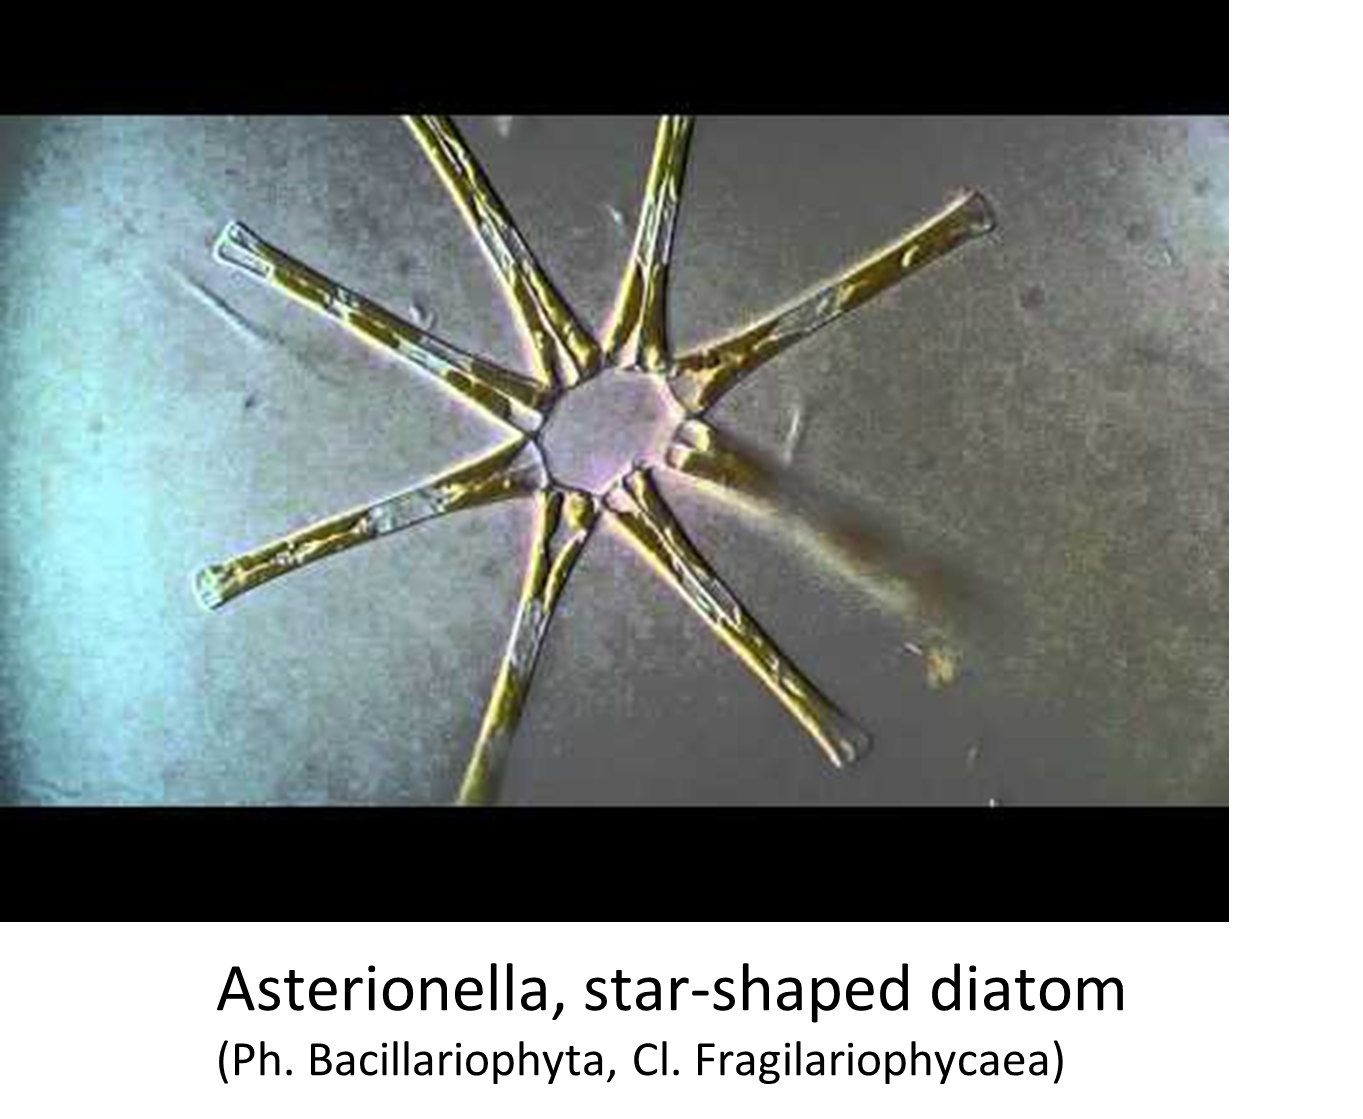 Asterionella, star-shaped diatom
(Ph. Bacillariophyta, Cl. Fragilariophycaea)